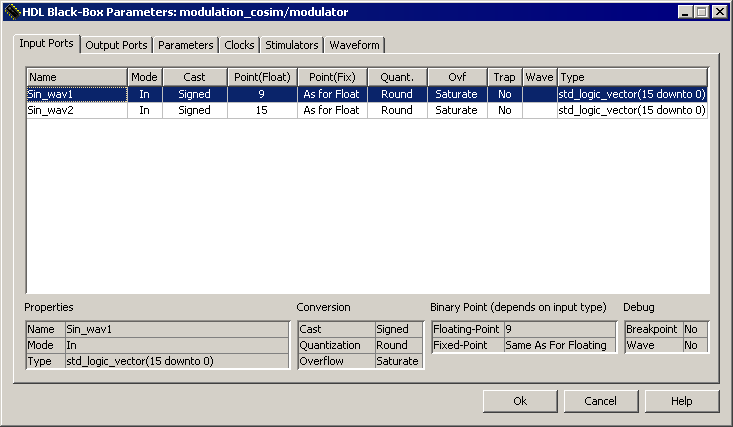 HDL Black-Box Parameters: modulation_cosim/modulator
Input Ports Output Ports Parameters Clocks Stimulators Waveform
Name Mode Cast Point(Float) Point(Fix) Quant. Ovf Trap Wave Type
Sin_wav1 In Signed 9 As for Float Round Saturate No std_logic_vector(15 downto 0)
Sin_wav2 In Signed 15 As for Float Round Saturate No std_logic_vector(15 downto 0)
Properties Conversion Binary Point (depends on input type) Debug
Name Sin_wav1 Cast Signed Floating-Point 9 Breakpoint No
Mode In Quantization Round Fixed-Point Same As For Floating Wave No
Type std_logic_vector(15 downto 0) Overflow Saturate
Ok Cancel Help